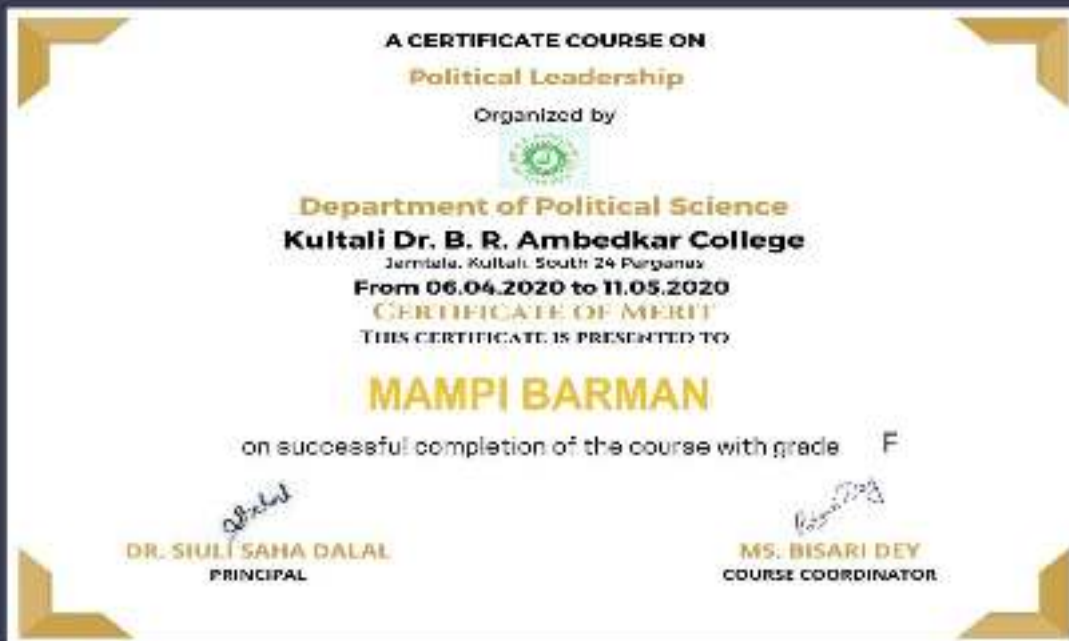 A CERTIFICATE COURSE ON
Political Leadership
Organized by
Department of Political Science
Kultali Dr. B. R. Ambedkar College
Jamtala, Kultali, South 24 Parganas
From 06.04.2020 to 11.05.2020
CERTIFICATE OF MERIT
THIS CERTIFICATE IS PRESENTED TO
MAMPI BARMAN
on successful completion of the course with grade F
DR. SIULI SAHA DALAL
MS. BISARI DEY
PRINCIPAL
COURSE COORDINATOR